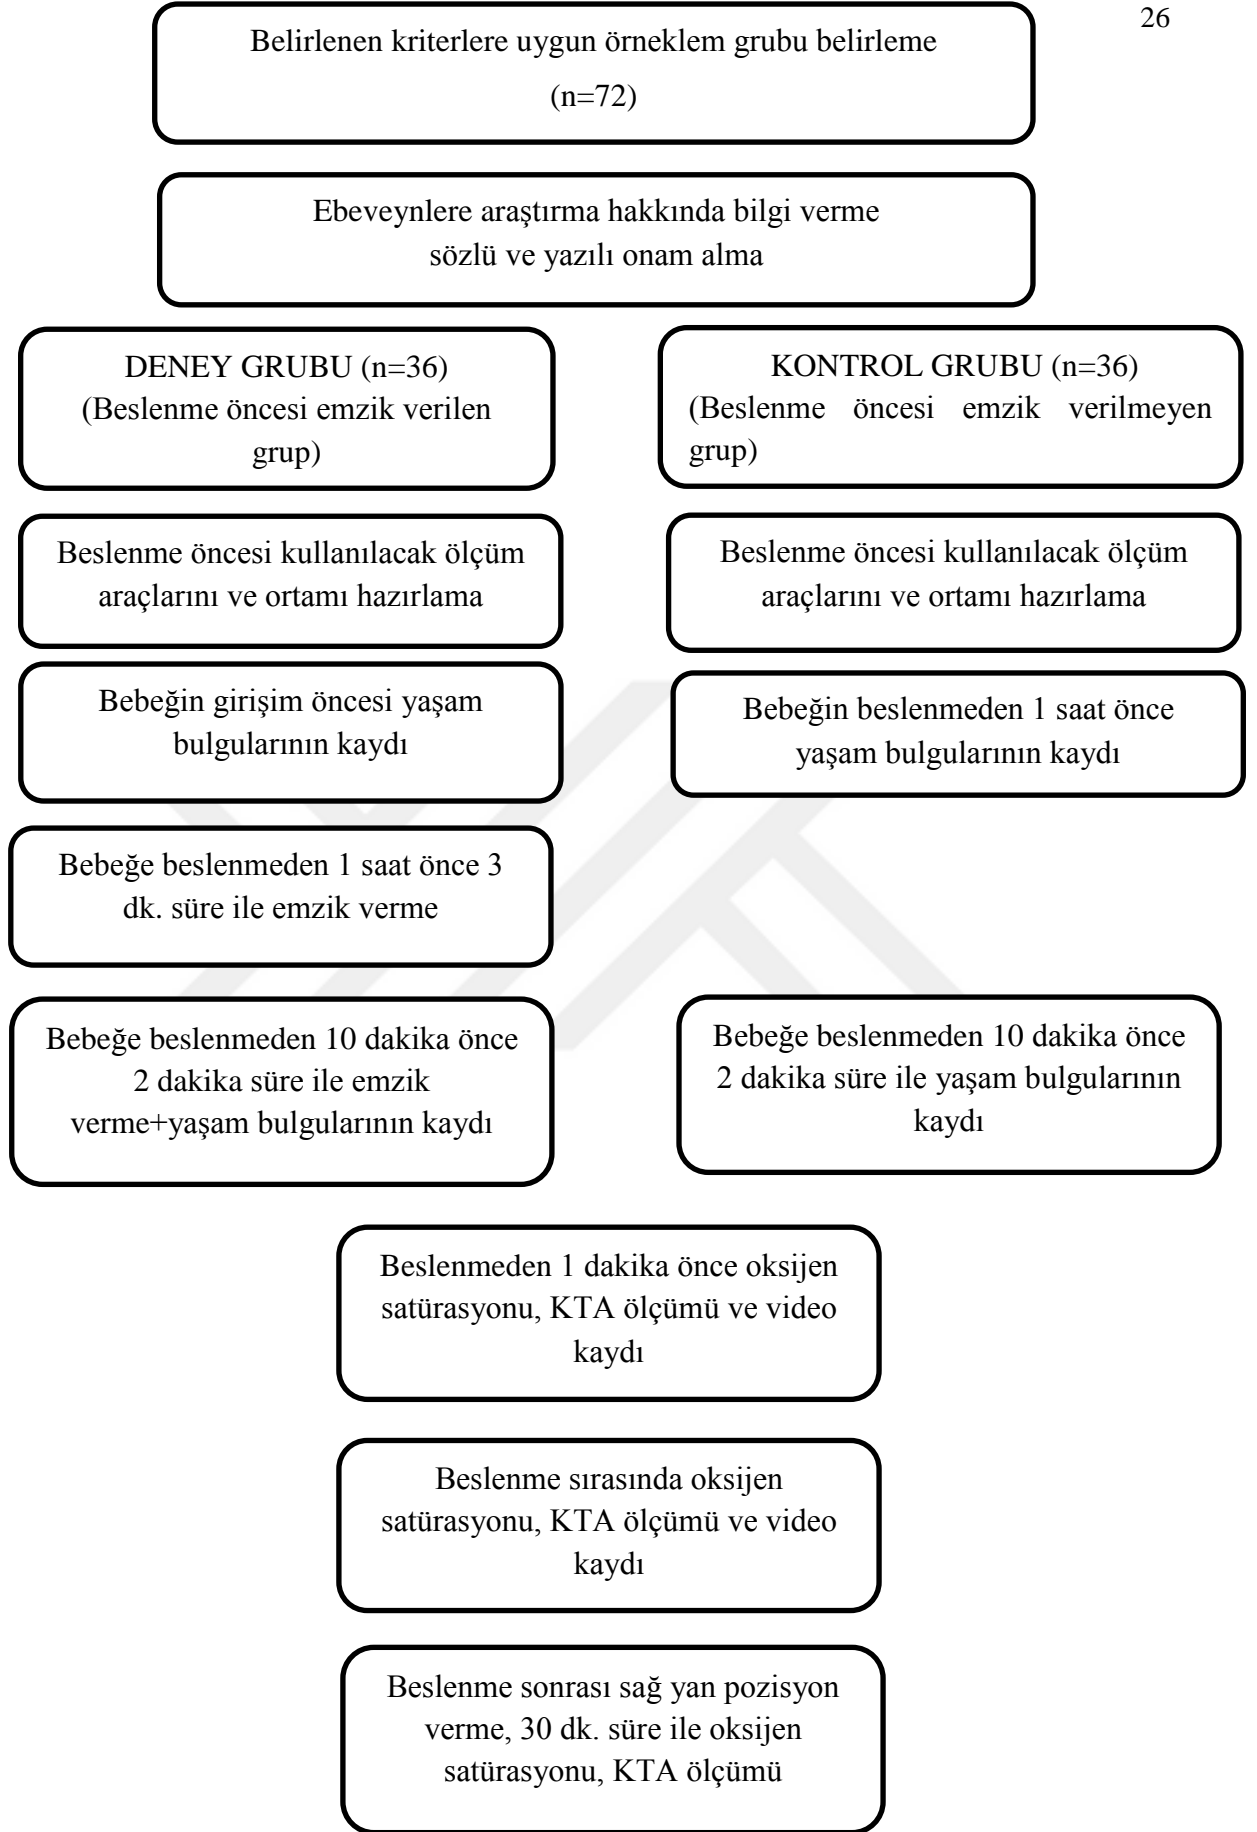 26
Belirlenen kriterlere uygun örneklem grubu belirleme
(n=72)
Ebeveynlere araştırma hakkında bilgi verme
sözlü ve yazılı onam alma
DENEY GRUBU (n=36)
(Beslenme öncesi emzik verilen
grup)
KONTROL GRUBU (n=36)
(Beslenme öncesi emzik verilmeyen
grup)
Beslenme öncesi kullanılacak ölçüm
araçlarını ve ortamı hazırlama
Beslenme öncesi kullanılacak ölçüm
araçlarını ve ortamı hazırlama
Bebeğin girişim öncesi yaşam
bulgularının kaydı
Bebeğin beslenmeden 1 saat önce
yaşam bulgularının kaydı
Bebeğe beslenmeden 1 saat önce 3
dk. süre ile emzik verme
Bebeğe beslenmeden 10 dakika önce
2 dakika süre ile emzik
verme+yaşam bulgularının kaydı
Bebeğe beslenmeden 10 dakika önce
2 dakika süre ile yaşam bulgularının
kaydı
Beslenmeden 1 dakika önce oksijen
satürasyonu, KTA ölçümü ve video
kaydı
Beslenme sırasında oksijen
satürasyonu, KTA ölçümü ve video
kaydı
Beslenme sonrası sağ yan pozisyon
verme, 30 dk. süre ile oksijen
satürasyonu, KTA ölçümü